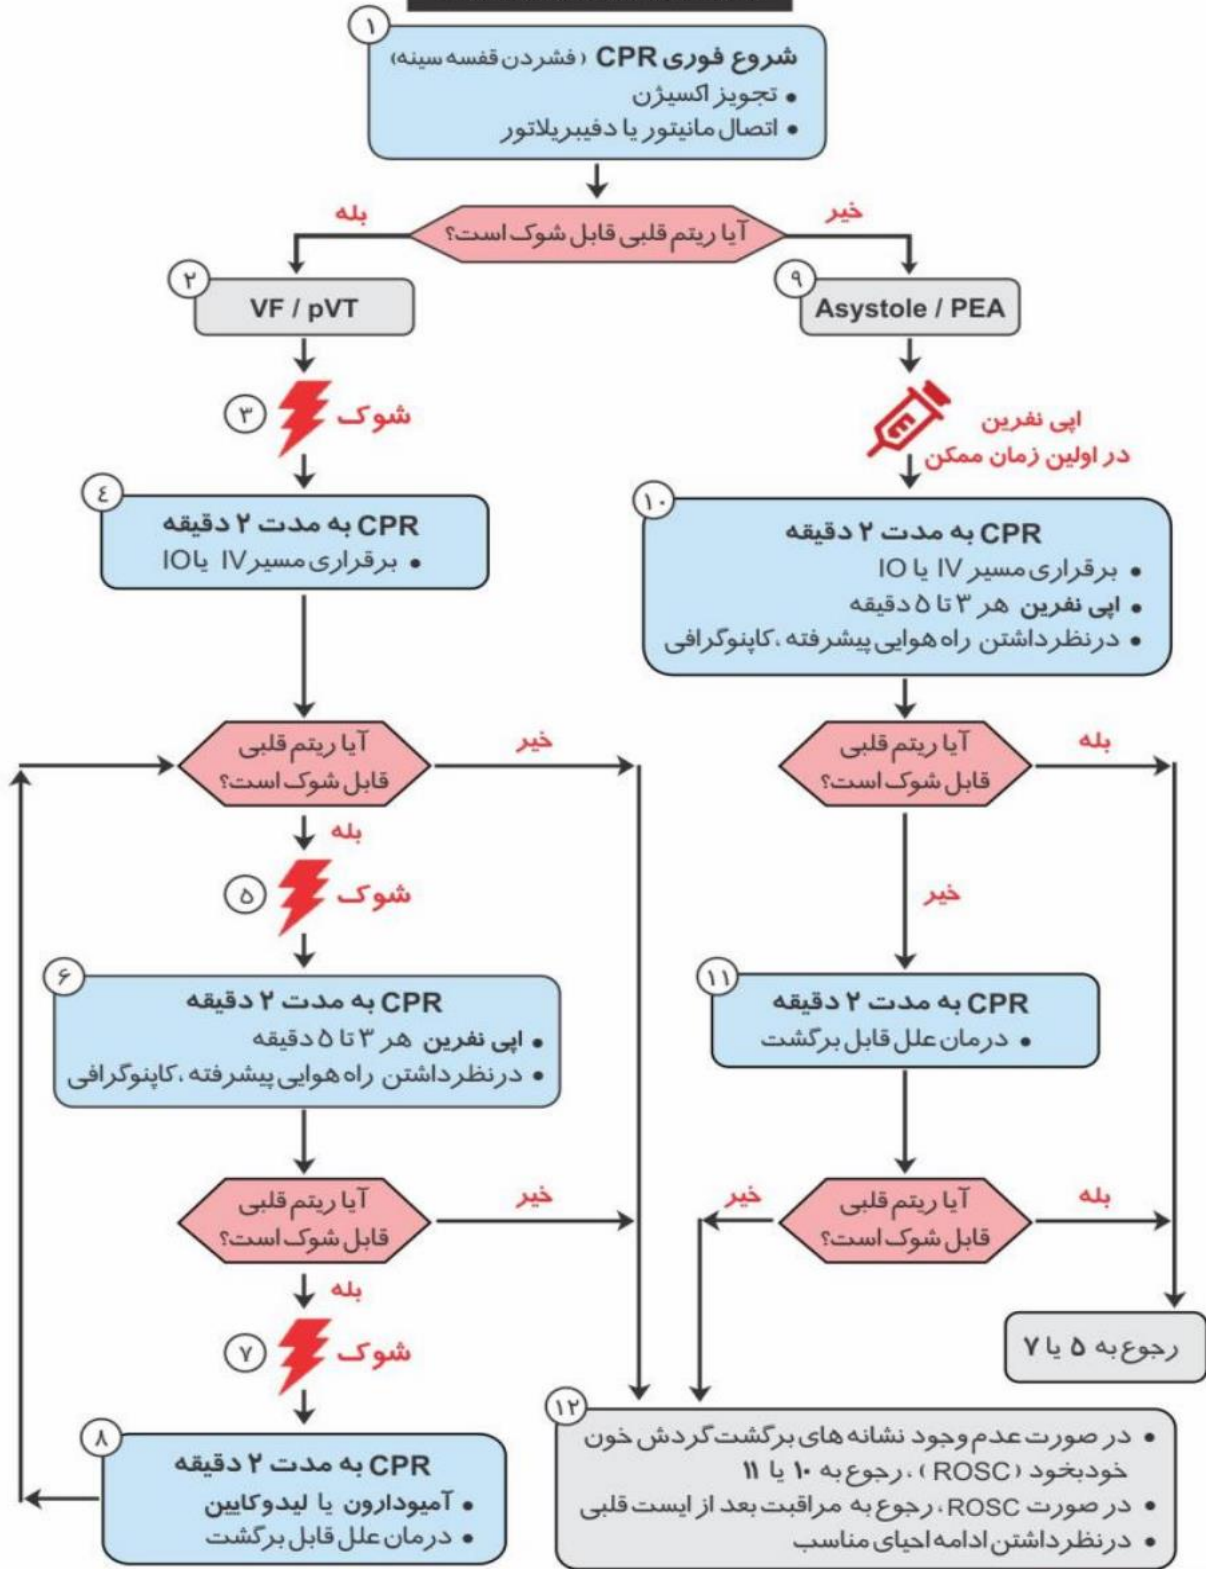 ۱
شروع فوری CPR (فشردن قفسه سینه)
• تجویز اکسیژن
• اتصال مانیتور یا دفیبریلاتور
آیا ریتم قلبی قابل شوک است؟
بله
خیر
۲
VF / pVT
۳
شوک
٤
CPR به مدت ۲ دقیقه
• برقراری مسیر IV یا IO
آیا ریتم قلبی
قابل شوک است؟
خیر
بله
۵
شوک
۶
CPR به مدت ۲ دقیقه
• اپی نفرین هر ۳ تا ۵ دقیقه
• درنظرداشتن راه هوایی پیشرفته، کاپنوگرافی
آیا ریتم قلبی
قابل شوک است؟
خیر
بله
۷
شوک
۸
CPR به مدت ۲ دقیقه
• آمیودارون یا لیدوکایین
• درمان علل قابل برگشت
۹
Asystole / PEA
اپی نفرین
در اولین زمان ممکن
۱۰
CPR به مدت ۲ دقیقه
• برقراری مسیر IV یا IO
• اپی نفرین هر ۳ تا ۵ دقیقه
• درنظرداشتن راه هوایی پیشرفته، کاپنوگرافی
آیا ریتم قلبی
قابل شوک است؟
بله
خیر
۱۱
CPR به مدت ۲ دقیقه
• درمان علل قابل برگشت
آیا ریتم قلبی
قابل شوک است؟
بله
خیر
رجوع به ۵ یا ۷
۱۲
• در صورت عدم وجود نشانه های برگشت گردش خون
خودبخود (ROSC)، رجوع به ۱۰ یا ۱۱
• در صورت ROSC، رجوع به مراقبت بعد از ایست قلبی
• درنظرداشتن ادامه احیای مناسب